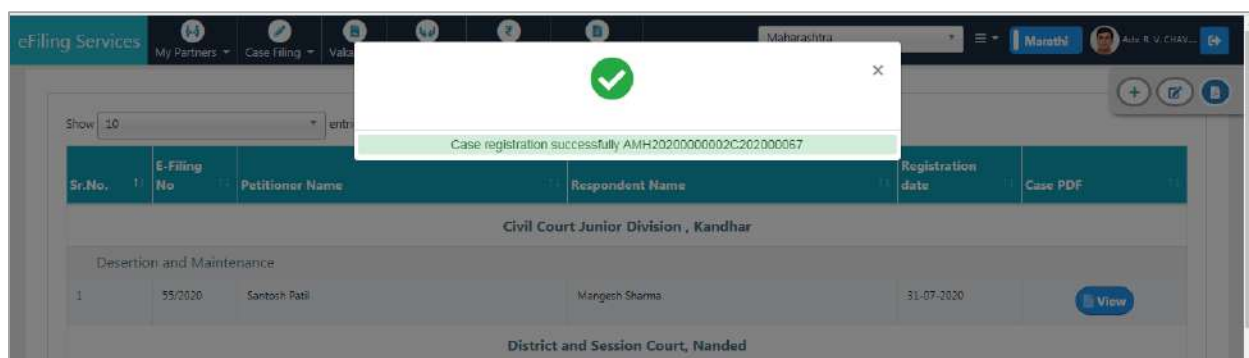 eFiling Services
My Partners
Case Filing
Maharashtra
Marathi
Adv. R. V. CHAV...
Case registration successfully AMH20200000002C202000067
Show 10
Sr.No.
E-Filing No
Petitioner Name
Respondent Name
Registration date
Case PDF
Civil Court Junior Division , Kandhar
Desertion and Maintenance
1 55/2020 Santosh Patil Mangesh Sharma 31-07-2020 View
District and Session Court, Nanded